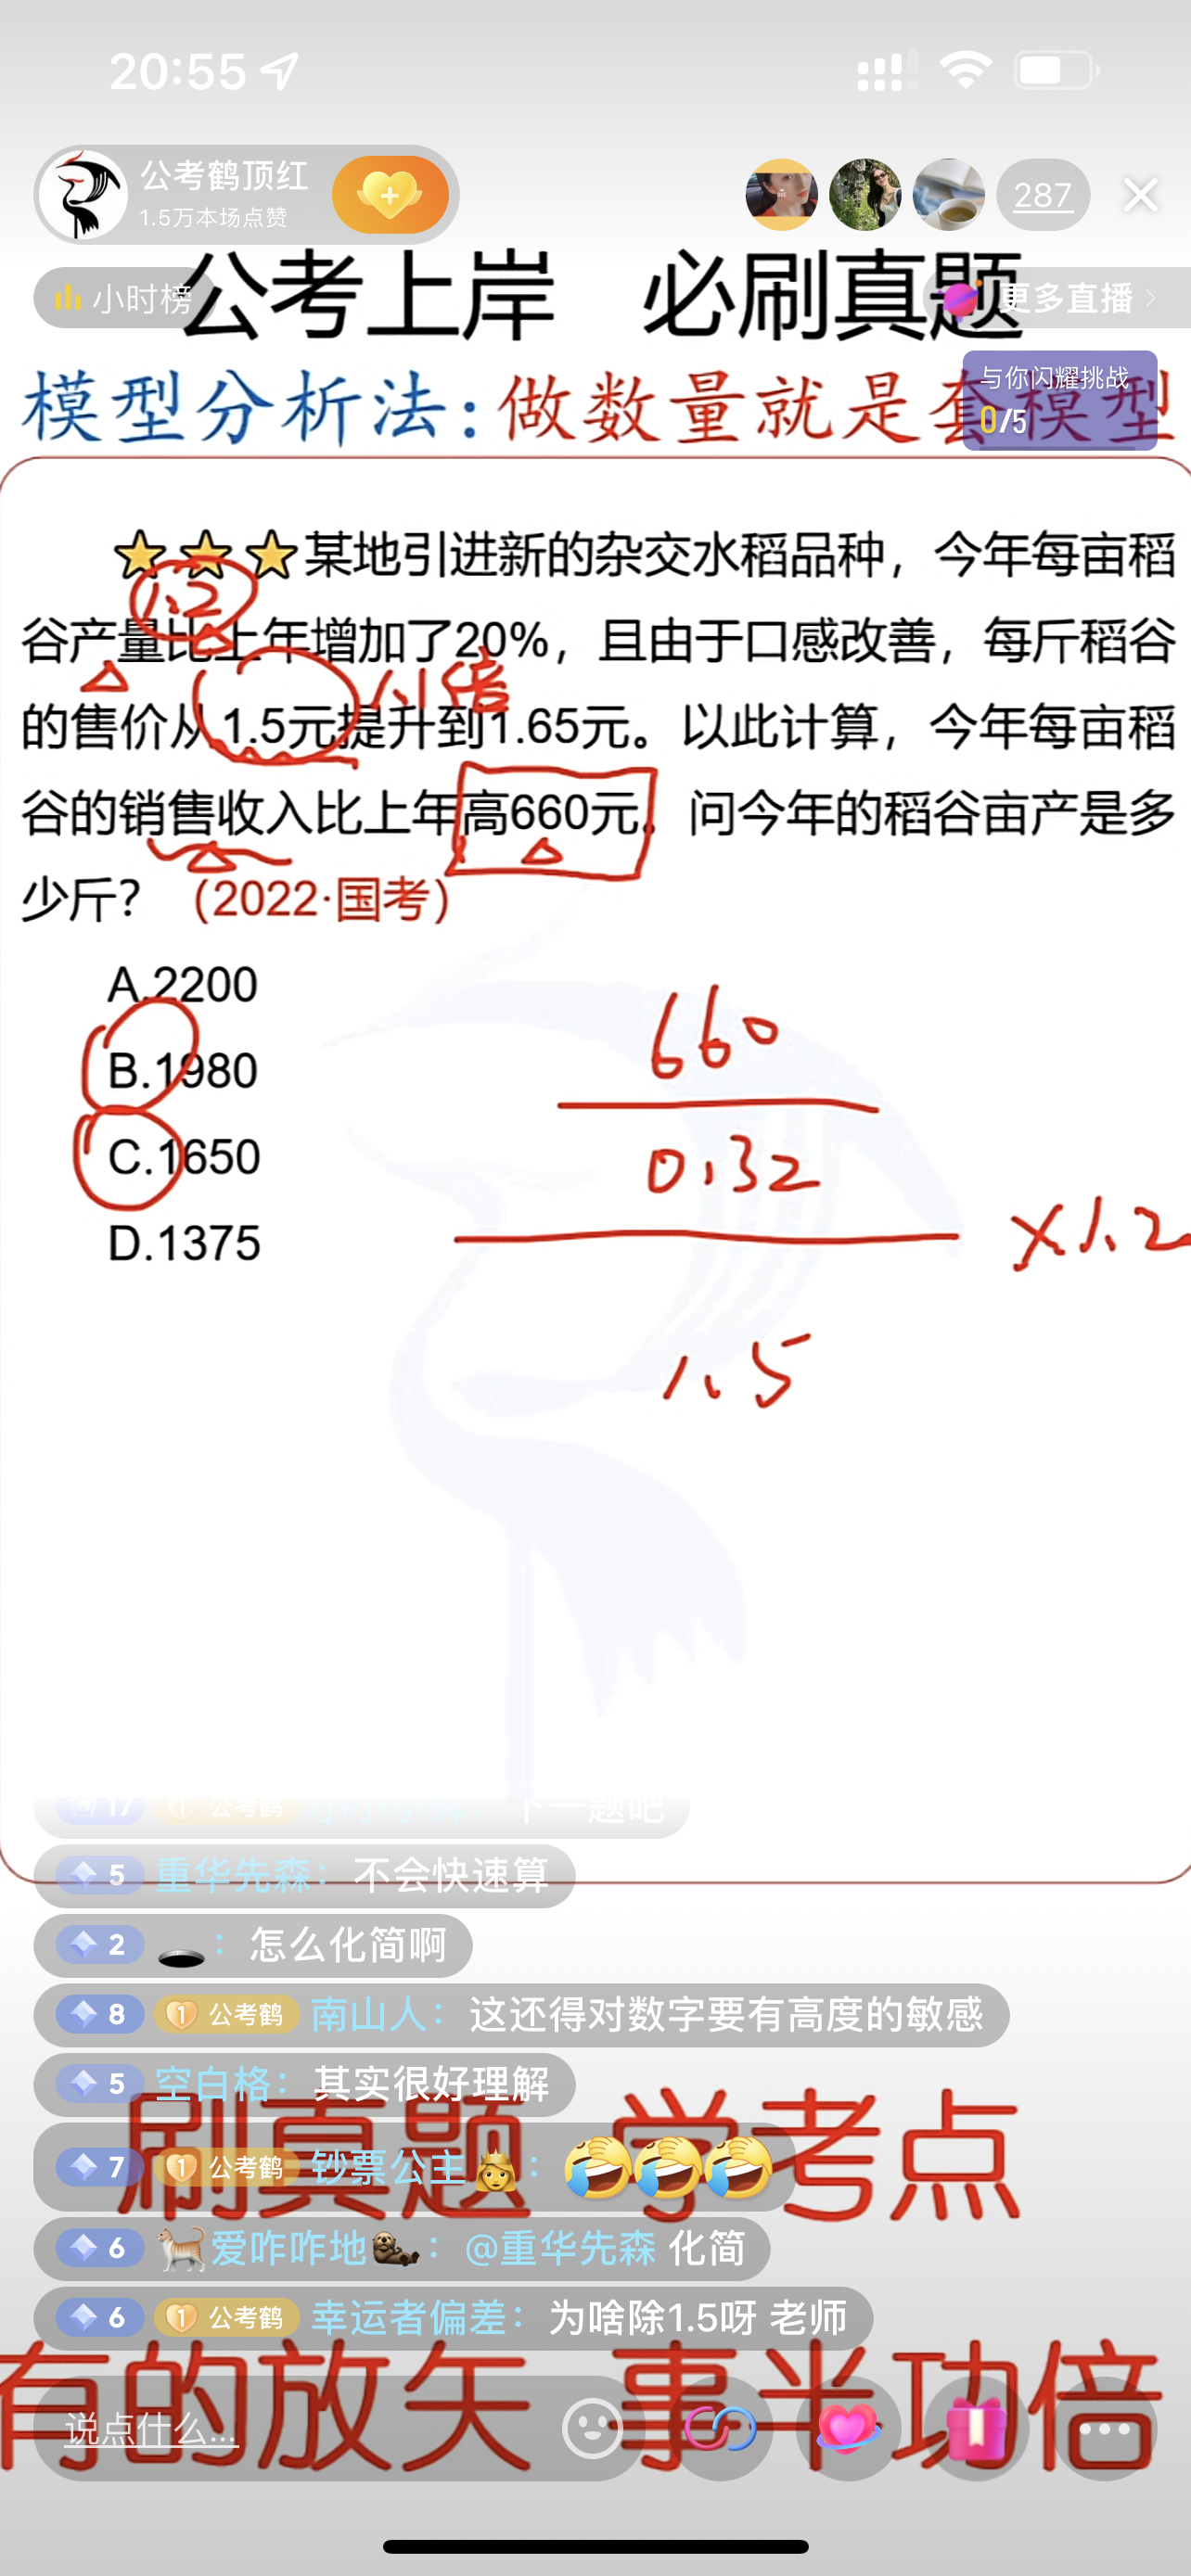 20:55
公考鹤顶红
1.5万本场点赞
287
小时榜
公考上岸 必刷真题
更多直播
模型分析法:做数量就是套模型
与你闪耀挑战
0/5
★★★某地引进新的杂交水稻品种，今年每亩稻
1.2
谷产量比上年增加了20%，且由于口感改善，每斤稻谷
1.1倍
的售价从1.5元提升到1.65元。以此计算，今年每亩稻
谷的销售收入比上年高660元。问今年的稻谷亩产是多
少斤？（2022·国考）
A.2200
B.1980
C.1650
D.1375
660
0.32
×1.2
1.5
17 公考鹤 下一题吧
5 重华先森：不会快速算
2 ：怎么化简啊
8 1 公考鹤 南山人：这还得对数字要有高度的敏感
5 空白格：其实很好理解
刷真题 学考点
7 1 公考鹤 钞票公主👸：🤣🤣🤣
6 🐈爱咋咋地🦦：@重华先森 化简
6 1 公考鹤 幸运者偏差：为啥除1.5呀 老师
有的放矢 事半功倍
说点什么...